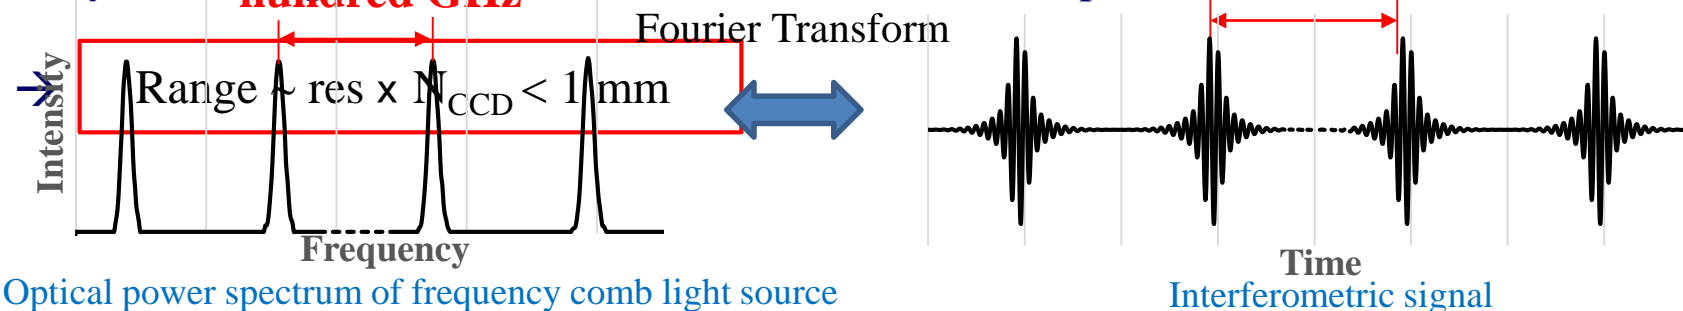 hundred GHz
Fourier Transform
→ Range ~ res x N_CCD < 1 mm
Intensity
Frequency
Time
Optical power spectrum of frequency comb light source
Interferometric signal